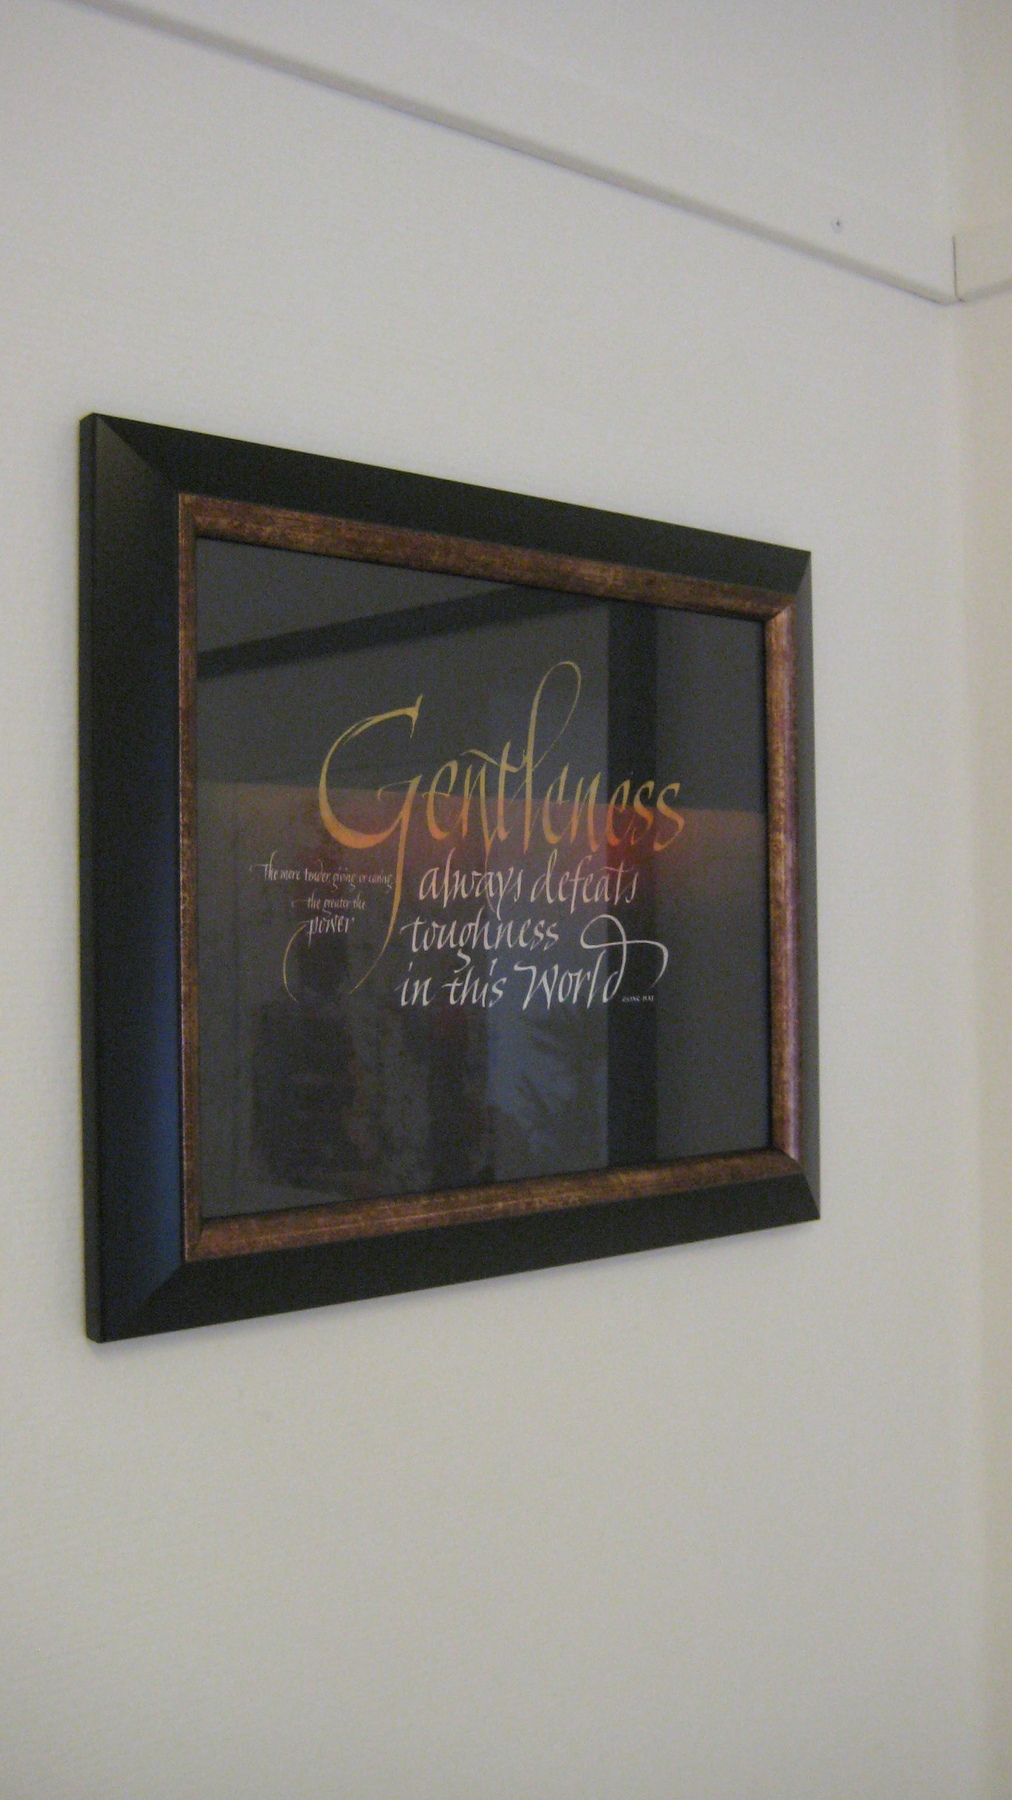 Gentleness
always defeats
toughness
in this World
The more tender, giving, or caring,
the greater the
power